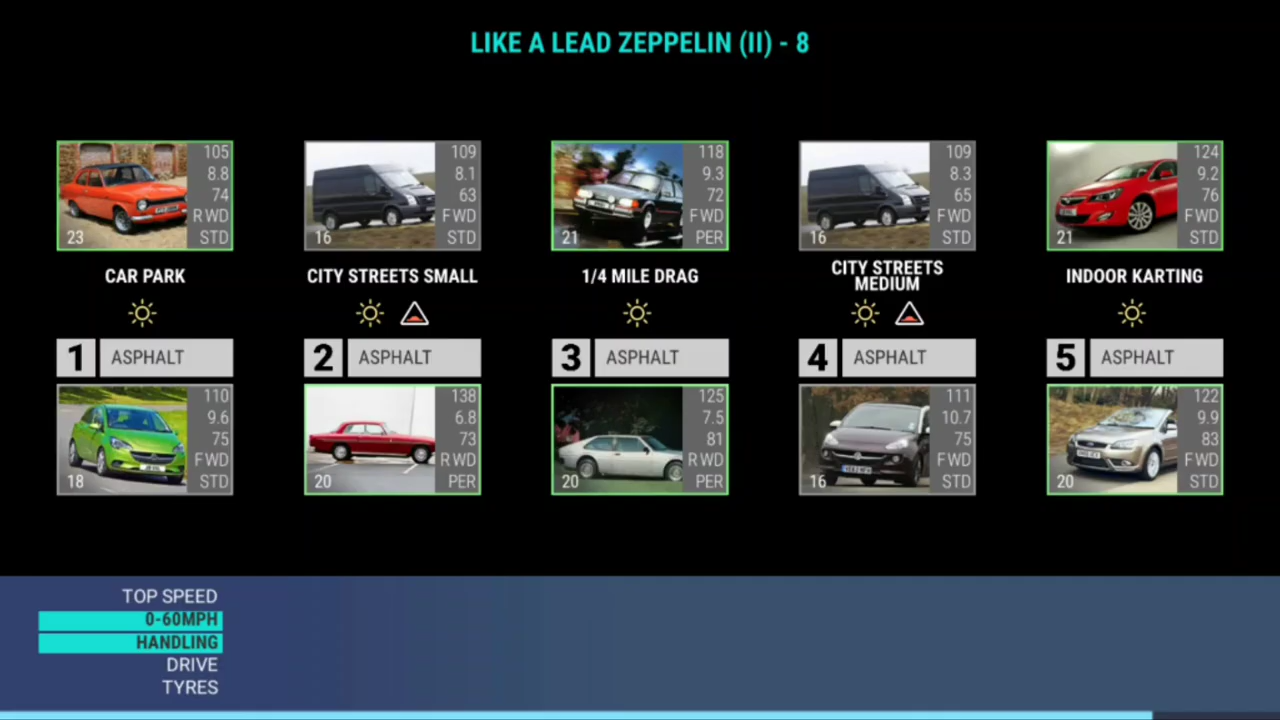 LIKE A LEAD ZEPPELIN (II) - 8
105
8.8
74
RWD
STD
23
109
8.1
63
FWD
STD
16
118
9.3
72
FWD
PER
21
109
8.3
65
FWD
STD
16
124
9.2
76
FWD
STD
21
CAR PARK
CITY STREETS SMALL
1/4 MILE DRAG
CITY STREETS
MEDIUM
INDOOR KARTING
1 ASPHALT
2 ASPHALT
3 ASPHALT
4 ASPHALT
5 ASPHALT
110
9.6
75
FWD
STD
18
138
6.8
73
RWD
PER
20
125
7.5
81
RWD
PER
20
111
10.7
75
FWD
STD
16
122
9.9
83
FWD
STD
20
TOP SPEED
0-60MPH
HANDLING
DRIVE
TYRES